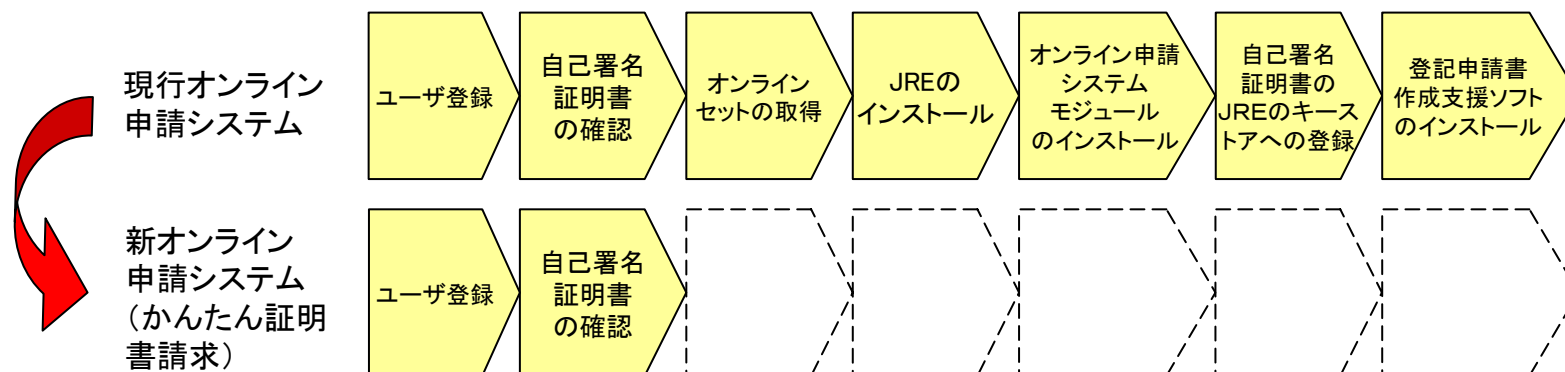 現行オンライン
申請システム
ユーザ登録
自己署名
証明書
の確認
オンライン
セットの取得
JREの
インストール
オンライン申請
システム
モジュール
のインストール
自己署名
証明書の
JREのキース
トアへの登録
登記申請書
作成支援ソフト
のインストール
新オンライン
申請システム
（かんたん証明
書請求）
ユーザ登録
自己署名
証明書
の確認